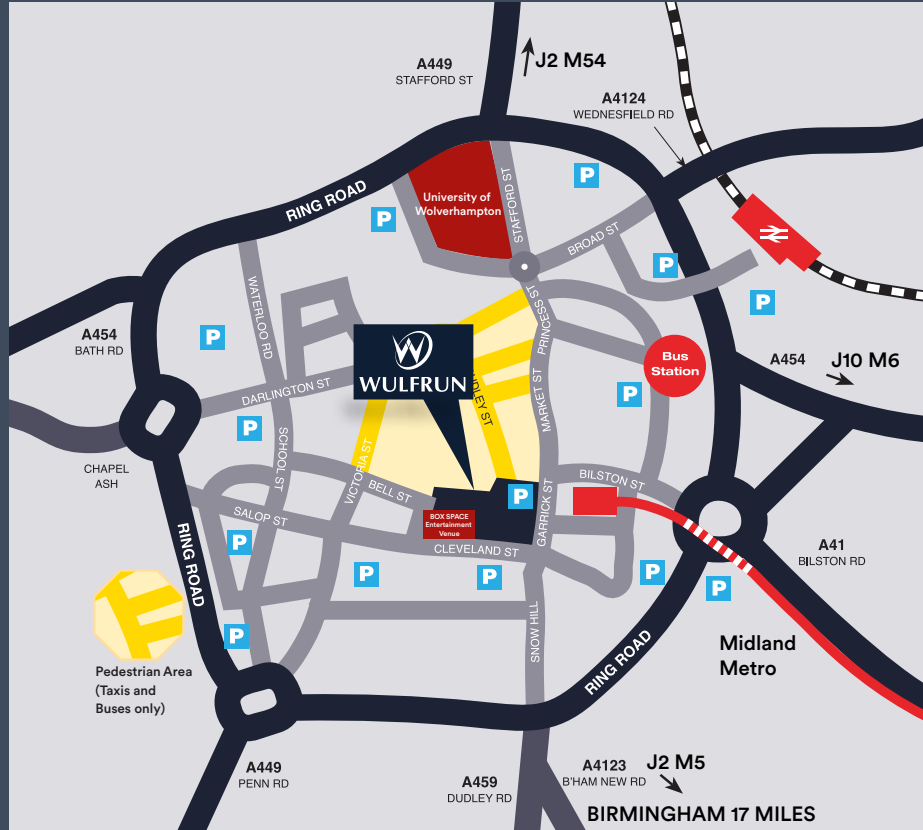 A449
STAFFORD ST
J2 M54
A4124
WEDNESFIELD RD
RING ROAD
University of
Wolverhampton
STAFFORD ST
BROAD ST
P
P
P
P
WATERLOO RD
PRINCESS ST
A454
BATH RD
P
W
WULFRUN
DARLINGTON ST
MARKET ST
Bus
Station
A454
J10 M6
P
P
CHAPEL
ASH
SCHOOL ST
VICTORIA ST
BELL ST
BILSTON ST
P
SALOP ST
BOX SPACE
Entertainment
Venue
GARRICK ST
CLEVELAND ST
P
A41
BILSTON RD
RING ROAD
P
P
P
P
P
SNOW HILL
RING ROAD
Midland
Metro
Pedestrian Area
(Taxis and
Buses only)
A449
PENN RD
A459
DUDLEY RD
A4123
B'HAM NEW RD
J2 M5
BIRMINGHAM 17 MILES